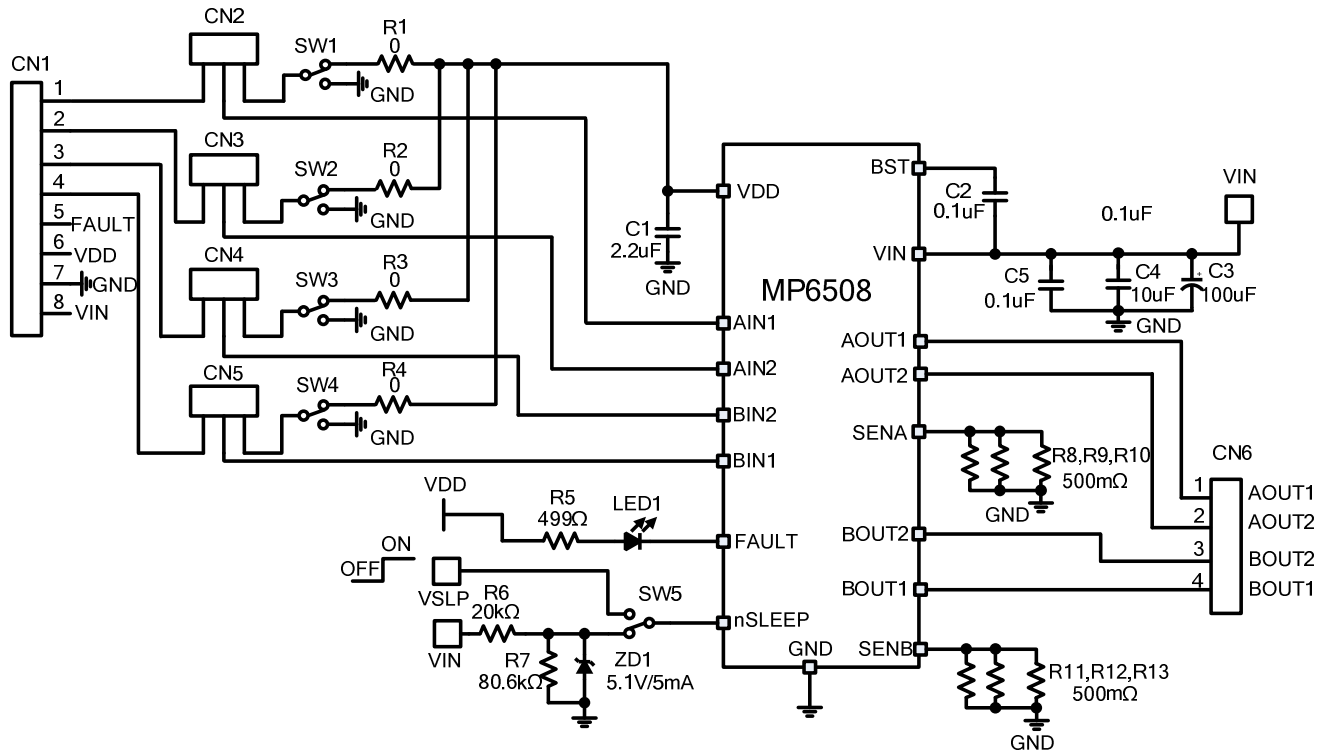 CN1
1
2
3
4
5
FAULT
6
VDD
7
GND
8
VIN
CN2
SW1
R1
0
GND
CN3
SW2
R2
0
GND
CN4
SW3
R3
0
GND
CN5
SW4
R4
0
GND
C1
2.2uF
GND
VDD
R5
499Ω
LED1
ON
OFF
VSLP
R6
20kΩ
VIN
R7
80.6kΩ
ZD1
5.1V/5mA
SW5
MP6508
VDD
AIN1
AIN2
BIN2
BIN1
FAULT
nSLEEP
GND
BST
VIN
AOUT1
AOUT2
SENA
BOUT2
BOUT1
SENB
C2
0.1uF
0.1uF
VIN
C5
0.1uF
C4
10uF
+
C3
100uF
GND
R8,R9,R10
500mΩ
GND
CN6
1
AOUT1
2
AOUT2
3
BOUT2
4
BOUT1
R11,R12,R13
500mΩ
GND